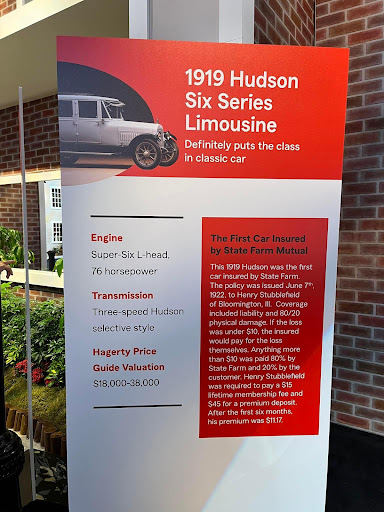 1919 Hudson
Six Series
Limousine
Definitely puts the class
in classic car
Engine
Super-Six L-head,
76 horsepower
Transmission
Three-speed Hudson
selective style
Hagerty Price
Guide Valuation
$18,000-38,000
The First Car Insured
by State Farm Mutual
This 1919 Hudson was the first
car insured by State Farm.
The policy was issued June 7th,
1922, to Henry Stubblefield
of Bloomington, Ill. Coverage
included liability and 80/20
physical damage. If the loss
was under $10, the insured
would pay for the loss
themselves. Anything more
than $10 was paid 80% by
State Farm and 20% by the
customer. Henry Stubblefield
was required to pay a $15
lifetime membership fee and
$45 for a premium deposit.
After the first six months,
his premium was $11.17.